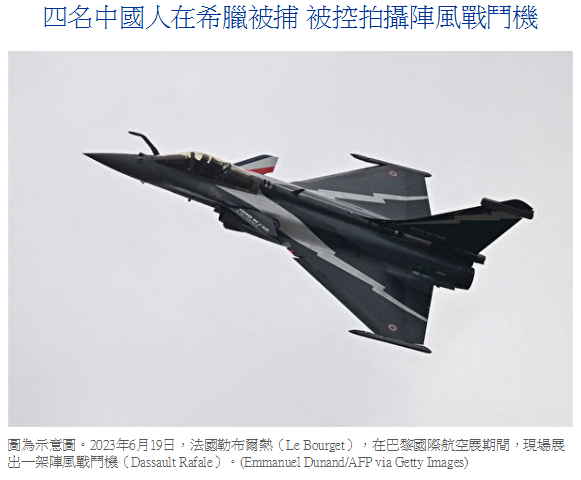 四名中國人在希臘被捕 被控拍攝陣風戰鬥機
圖為示意圖。2023年6月19日，法國勒布爾熱（Le Bourget），在巴黎國際航空展期間，現場展
出一架陣風戰鬥機（Dassault Rafale）。(Emmanuel Dunand/AFP via Getty Images)